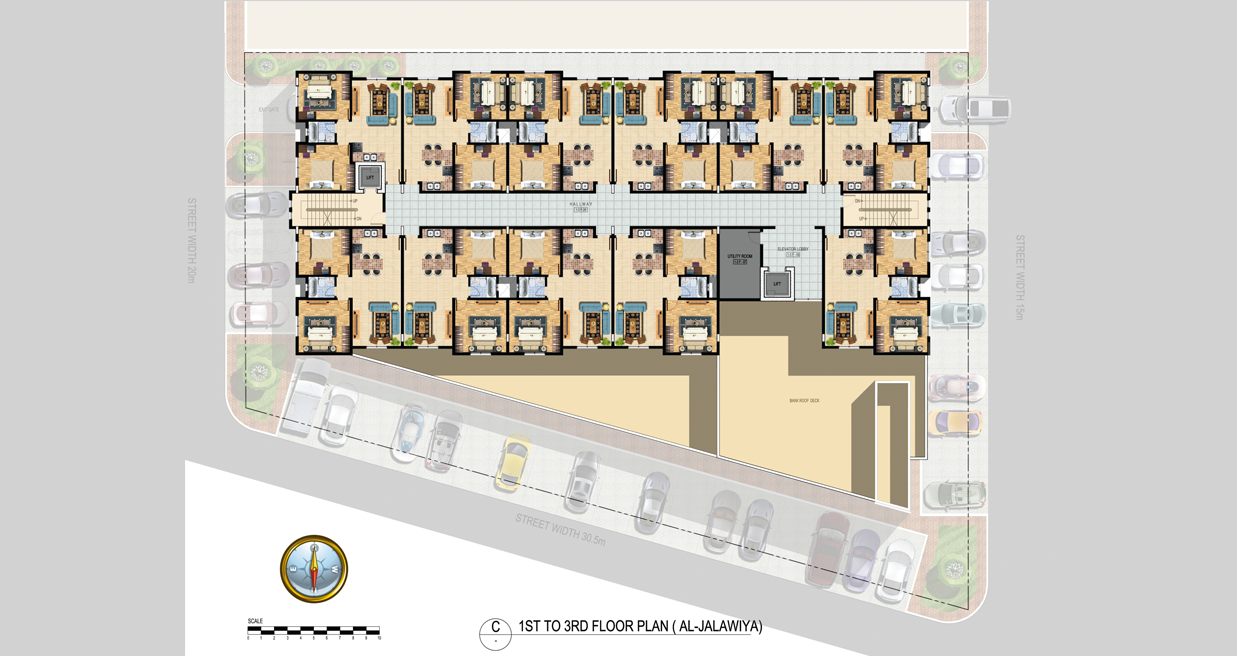 EXIT GATE
LIFT
UP
DN
HALLWAY
DN
UP
STREET WIDTH 20m
STREET WIDTH 15m
UTILITY ROOM
ELEVATOR LOBBY
LIFT
BANK ROOF DECK
STREET WIDTH 30.5m
SCALE
0 1 2 3 4 5 6 7 8 9 10
C
1ST TO 3RD FLOOR PLAN ( AL-JALAWIYA)